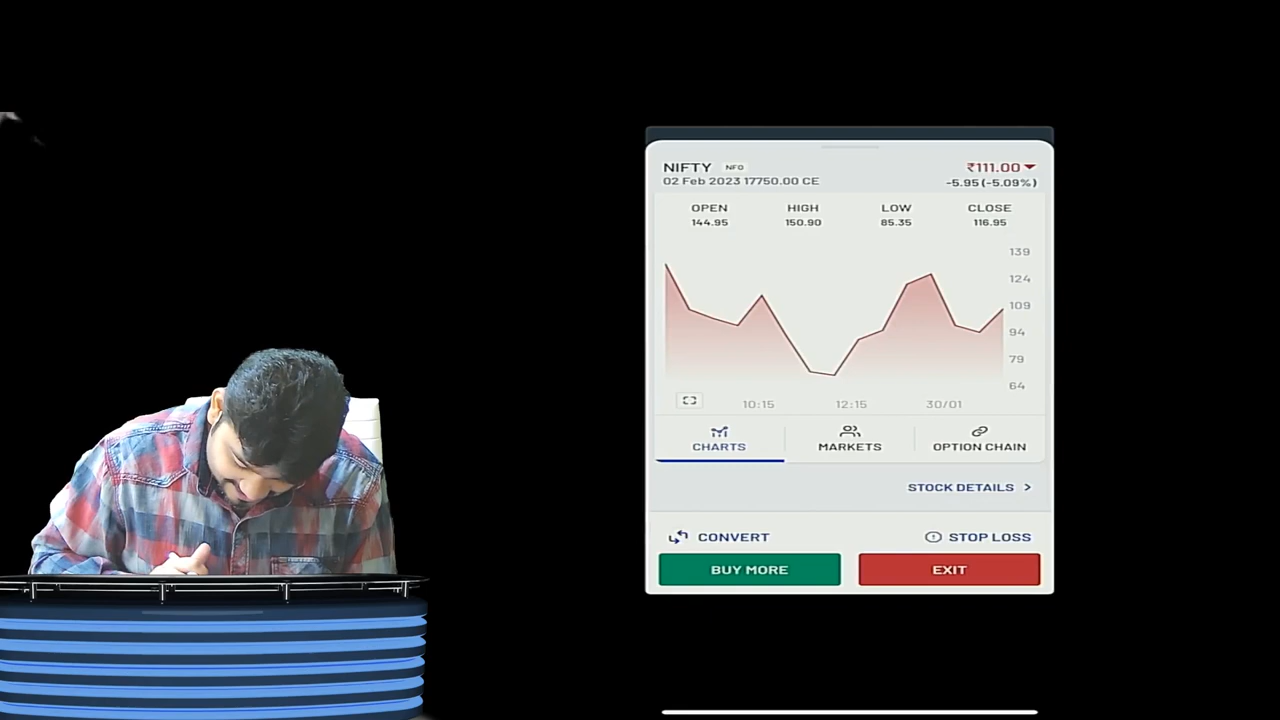 NIFTY NFO ₹111.00
02 Feb 2023 17750.00 CE -5.95 (-5.09%)
OPEN HIGH LOW CLOSE
144.95 150.90 85.35 116.95
139
124
109
94
79
64
10:15 12:15 30/01
CHARTS MARKETS OPTION CHAIN
STOCK DETAILS >
CONVERT STOP LOSS
BUY MORE EXIT